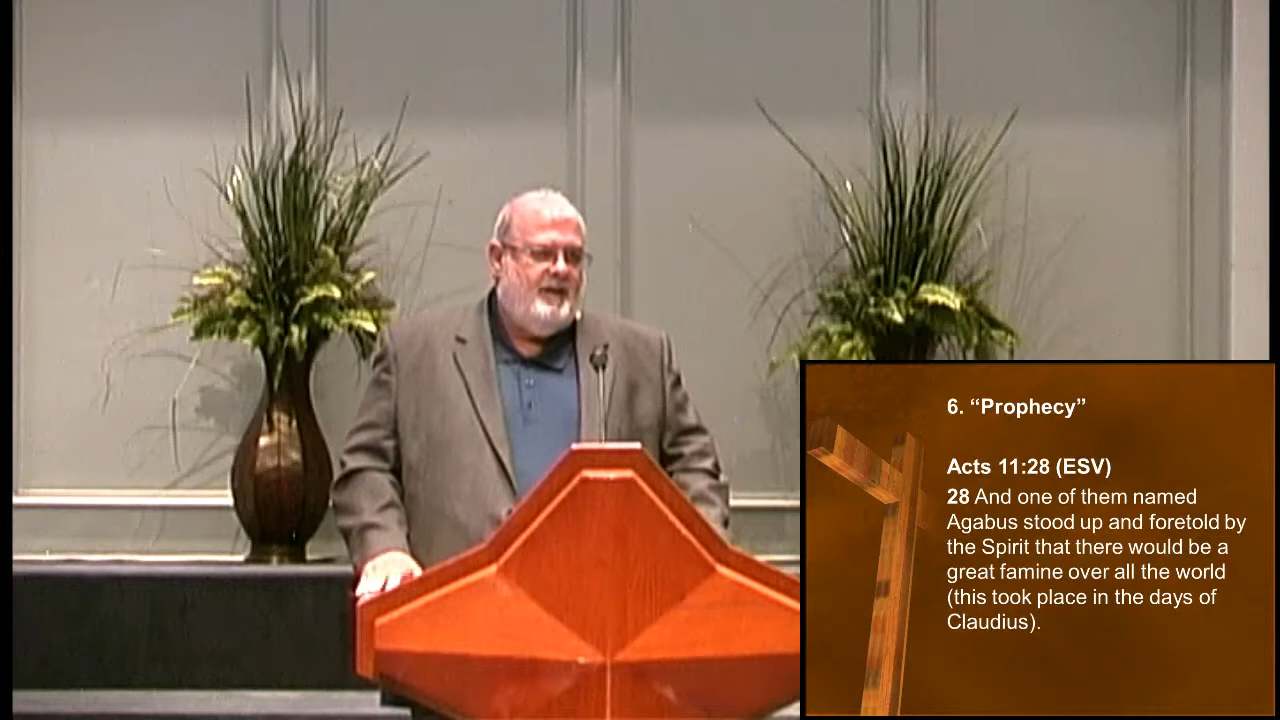 6. “Prophecy”
Acts 11:28 (ESV)
28 And one of them named
Agabus stood up and foretold by
the Spirit that there would be a
great famine over all the world
(this took place in the days of
Claudius).